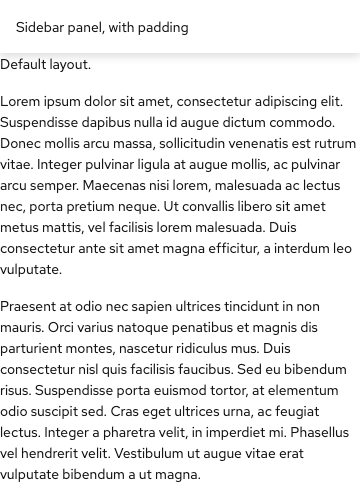 Sidebar panel, with padding
Default layout.
Lorem ipsum dolor sit amet, consectetur adipiscing elit.
Suspendisse dapibus nulla id augue dictum commodo.
Donec mollis arcu massa, sollicitudin venenatis est rutrum
vitae. Integer pulvinar ligula at augue mollis, ac pulvinar
arcu semper. Maecenas nisi lorem, malesuada ac lectus
nec, porta pretium neque. Ut convallis libero sit amet
metus mattis, vel facilisis lorem malesuada. Duis
consectetur ante sit amet magna efficitur, a interdum leo
vulputate.
Praesent at odio nec sapien ultrices tincidunt in non
mauris. Orci varius natoque penatibus et magnis dis
parturient montes, nascetur ridiculus mus. Duis
consectetur nisl quis facilisis faucibus. Sed eu bibendum
risus. Suspendisse porta euismod tortor, at elementum
odio suscipit sed. Cras eget ultrices urna, ac feugiat
lectus. Integer a pharetra velit, in imperdiet mi. Phasellus
vel hendrerit velit. Vestibulum ut augue vitae erat
vulputate bibendum a ut magna.